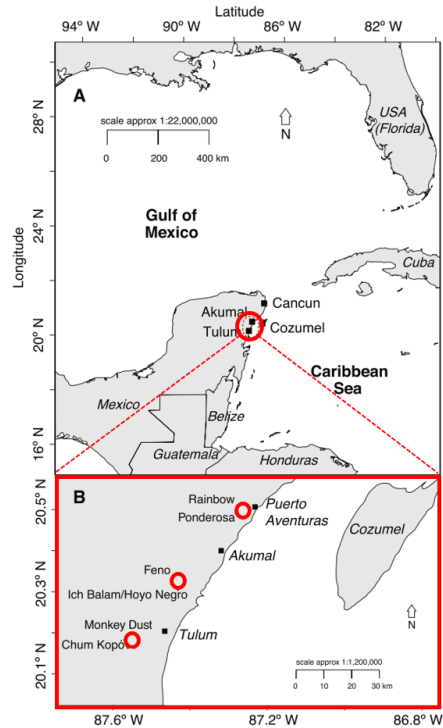 Latitude
94° W
90° W
86° W
82° W
A
USA
(Florida)
scale approx 1:22,000,000
0 200 400 km
N
28° N
24° N
20° N
16° N
Longitude
Gulf of
Mexico
Cuba
Cancun
Akumal
Tulum
Cozumel
Caribbean
Sea
Mexico
Belize
Guatemala
Honduras
B
Rainbow
Ponderosa
Puerto
Aventuras
Cozumel
Akumal
Feno
Ich Balam/Hoyo Negro
Monkey Dust
Chum Kopó
Tulum
N
scale approx 1:1,200,000
0 10 20 30 km
20.5° N
20.3° N
20.1° N
87.6° W
87.2° W
86.8° W